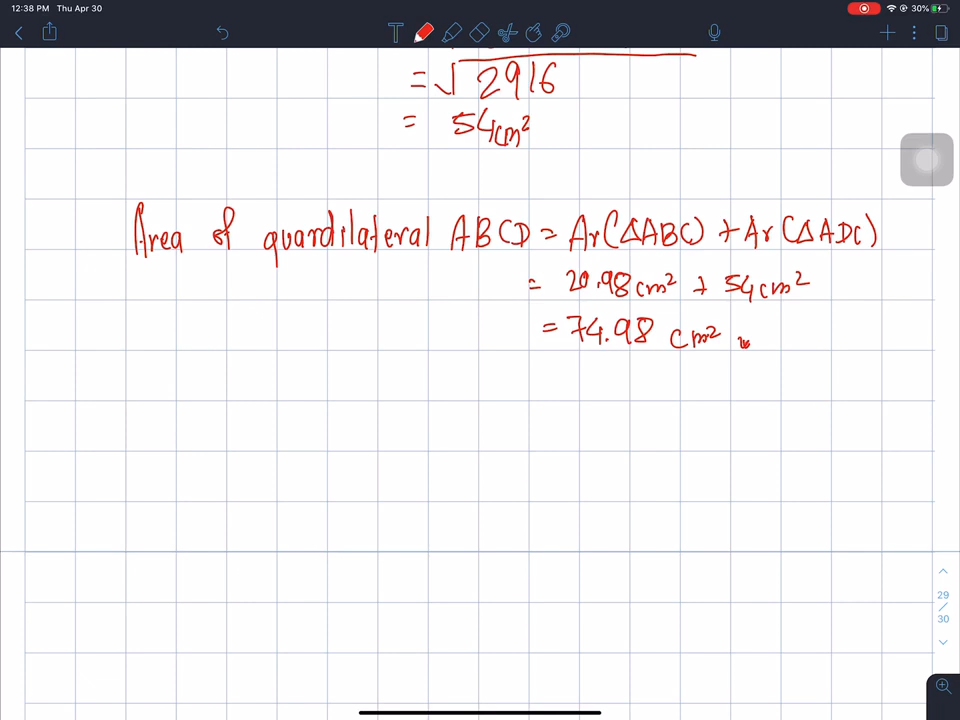 12:38 PM Thu Apr 30
30%
T
= √2916
= 54cm²
Area of quardilateral ABCD = Ar(△ABC) + Ar(△ADC)
= 20.98cm² + 54cm²
= 74.98 cm²
29
/
30